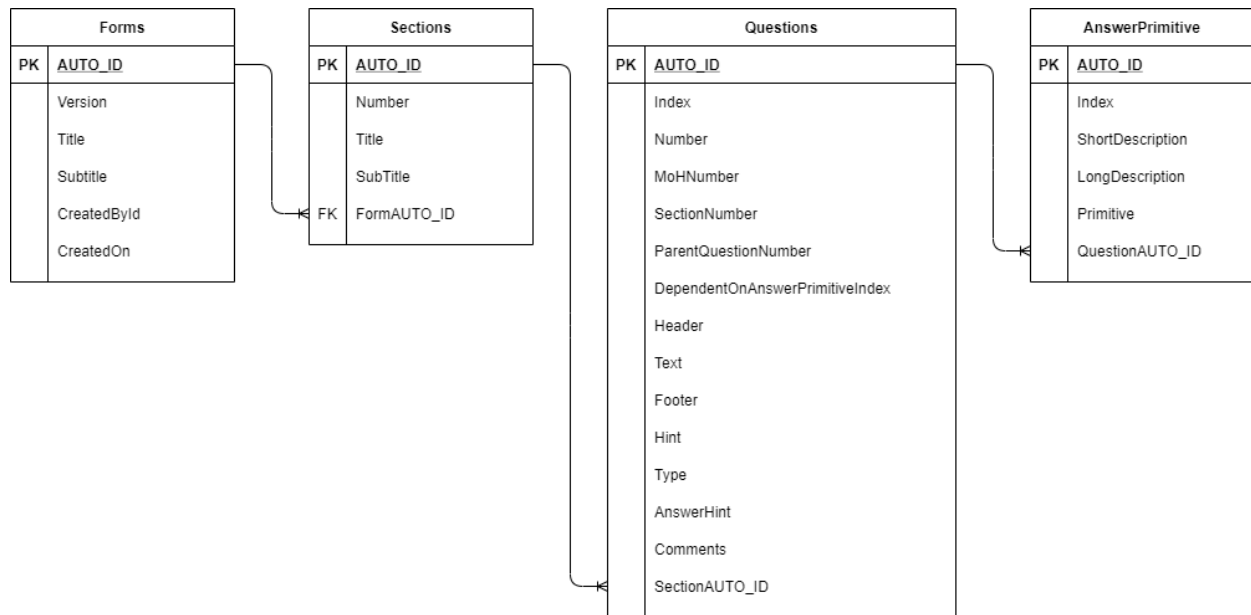 Forms
PK AUTO_ID
Version
Title
Subtitle
CreatedById
CreatedOn
Sections
PK AUTO_ID
Number
Title
SubTitle
FK FormAUTO_ID
Questions
PK AUTO_ID
Index
Number
MoHNumber
SectionNumber
ParentQuestionNumber
DependentOnAnswerPrimitiveIndex
Header
Text
Footer
Hint
Type
AnswerHint
Comments
SectionAUTO_ID
AnswerPrimitive
PK AUTO_ID
Index
ShortDescription
LongDescription
Primitive
QuestionAUTO_ID